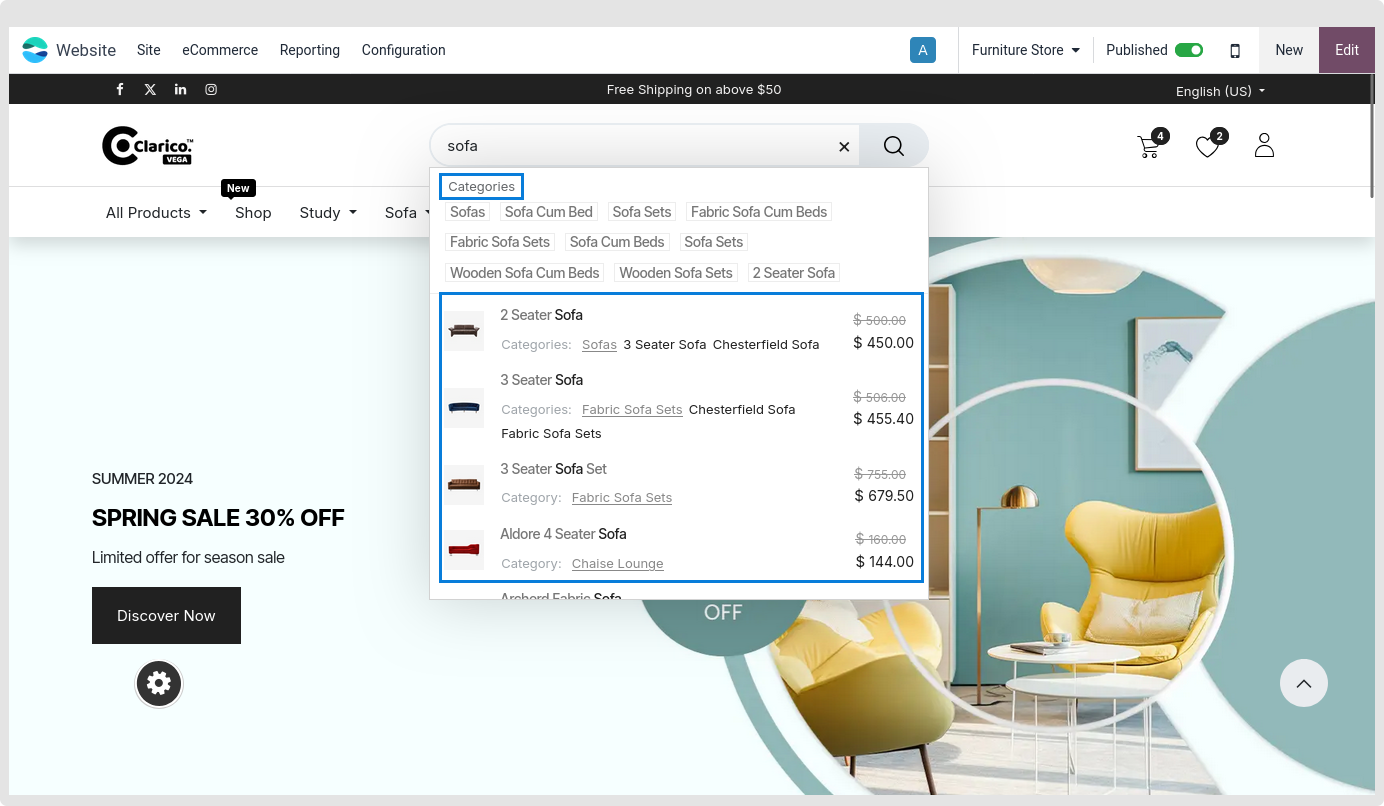 Website Site eCommerce Reporting Configuration A Furniture Store Published New Edit
Free Shipping on above $50 English (US)
Clarico.™
VEGA
sofa
4 2
Categories
New
All Products Shop Study Sofa
Sofas Sofa Cum Bed Sofa Sets Fabric Sofa Cum Beds
Fabric Sofa Sets Sofa Cum Beds Sofa Sets
Wooden Sofa Cum Beds Wooden Sofa Sets 2 Seater Sofa
2 Seater Sofa $ 500.00
Categories: Sofas 3 Seater Sofa Chesterfield Sofa $ 450.00
3 Seater Sofa $ 506.00
Categories: Fabric Sofa Sets Chesterfield Sofa $ 455.40
Fabric Sofa Sets
3 Seater Sofa Set $ 755.00
Category: Fabric Sofa Sets $ 679.50
Aldore 4 Seater Sofa $ 160.00
Category: Chaise Lounge $ 144.00
Archord Fabric Sofa
SUMMER 2024
SPRING SALE 30% OFF
Limited offer for season sale
Discover Now
OFF